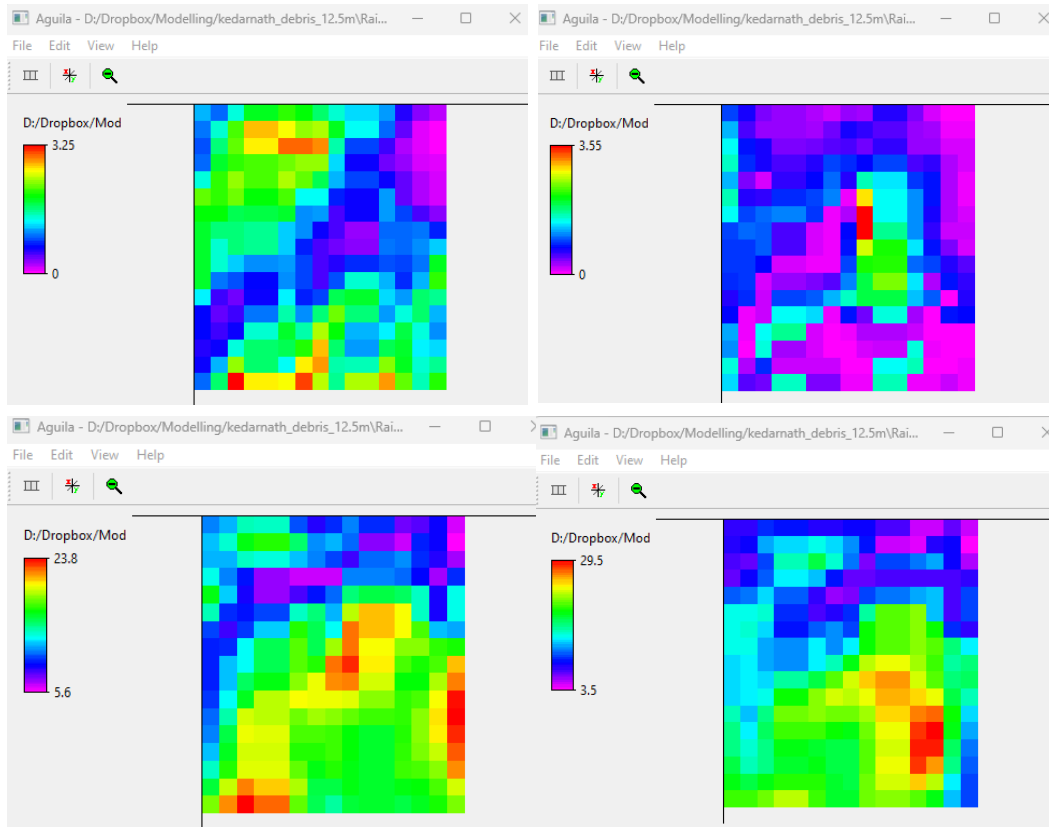 Aguila - D:/Dropbox/Modelling/kedarnath_debris_12.5m\Rai...
File Edit View Help
D:/Dropbox/Mod
3.25
0
Aguila - D:/Dropbox/Modelling/kedarnath_debris_12.5m\Rai...
File Edit View Help
D:/Dropbox/Mod
3.55
0
Aguila - D:/Dropbox/Modelling/kedarnath_debris_12.5m\Rai...
File Edit View Help
D:/Dropbox/Mod
23.8
5.6
Aguila - D:/Dropbox/Modelling/kedarnath_debris_12.5m\Rai...
File Edit View Help
D:/Dropbox/Mod
29.5
3.5